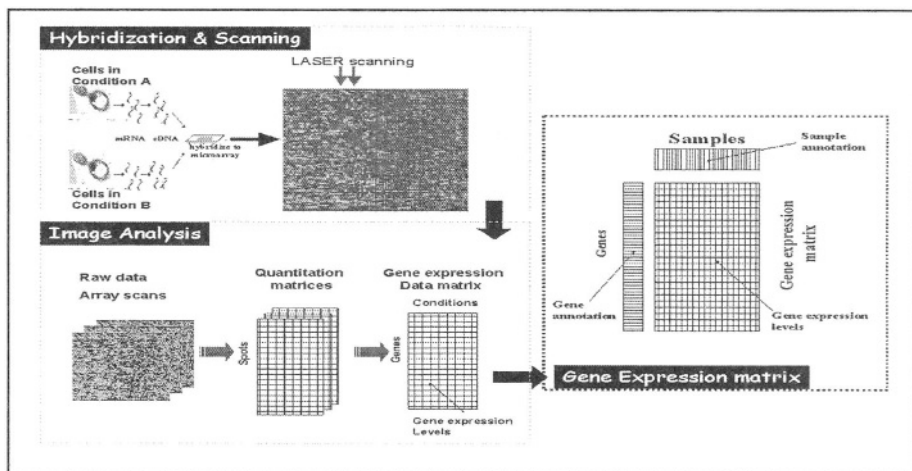 Hybridization & Scanning
Cells in
Condition A
LASER scanning
mRNA cDNA
hybridize to
microarray
Cells in
Condition B
Image Analysis
Raw data
Array scans
Quantitation
matrices
Spots
Gene expression
Data matrix
Conditions
Genes
Gene expression
Levels
Samples
Sample
annotation
Genes
Gene expression
matrix
Gene
annotation
Gene expression
levels
Gene Expression matrix